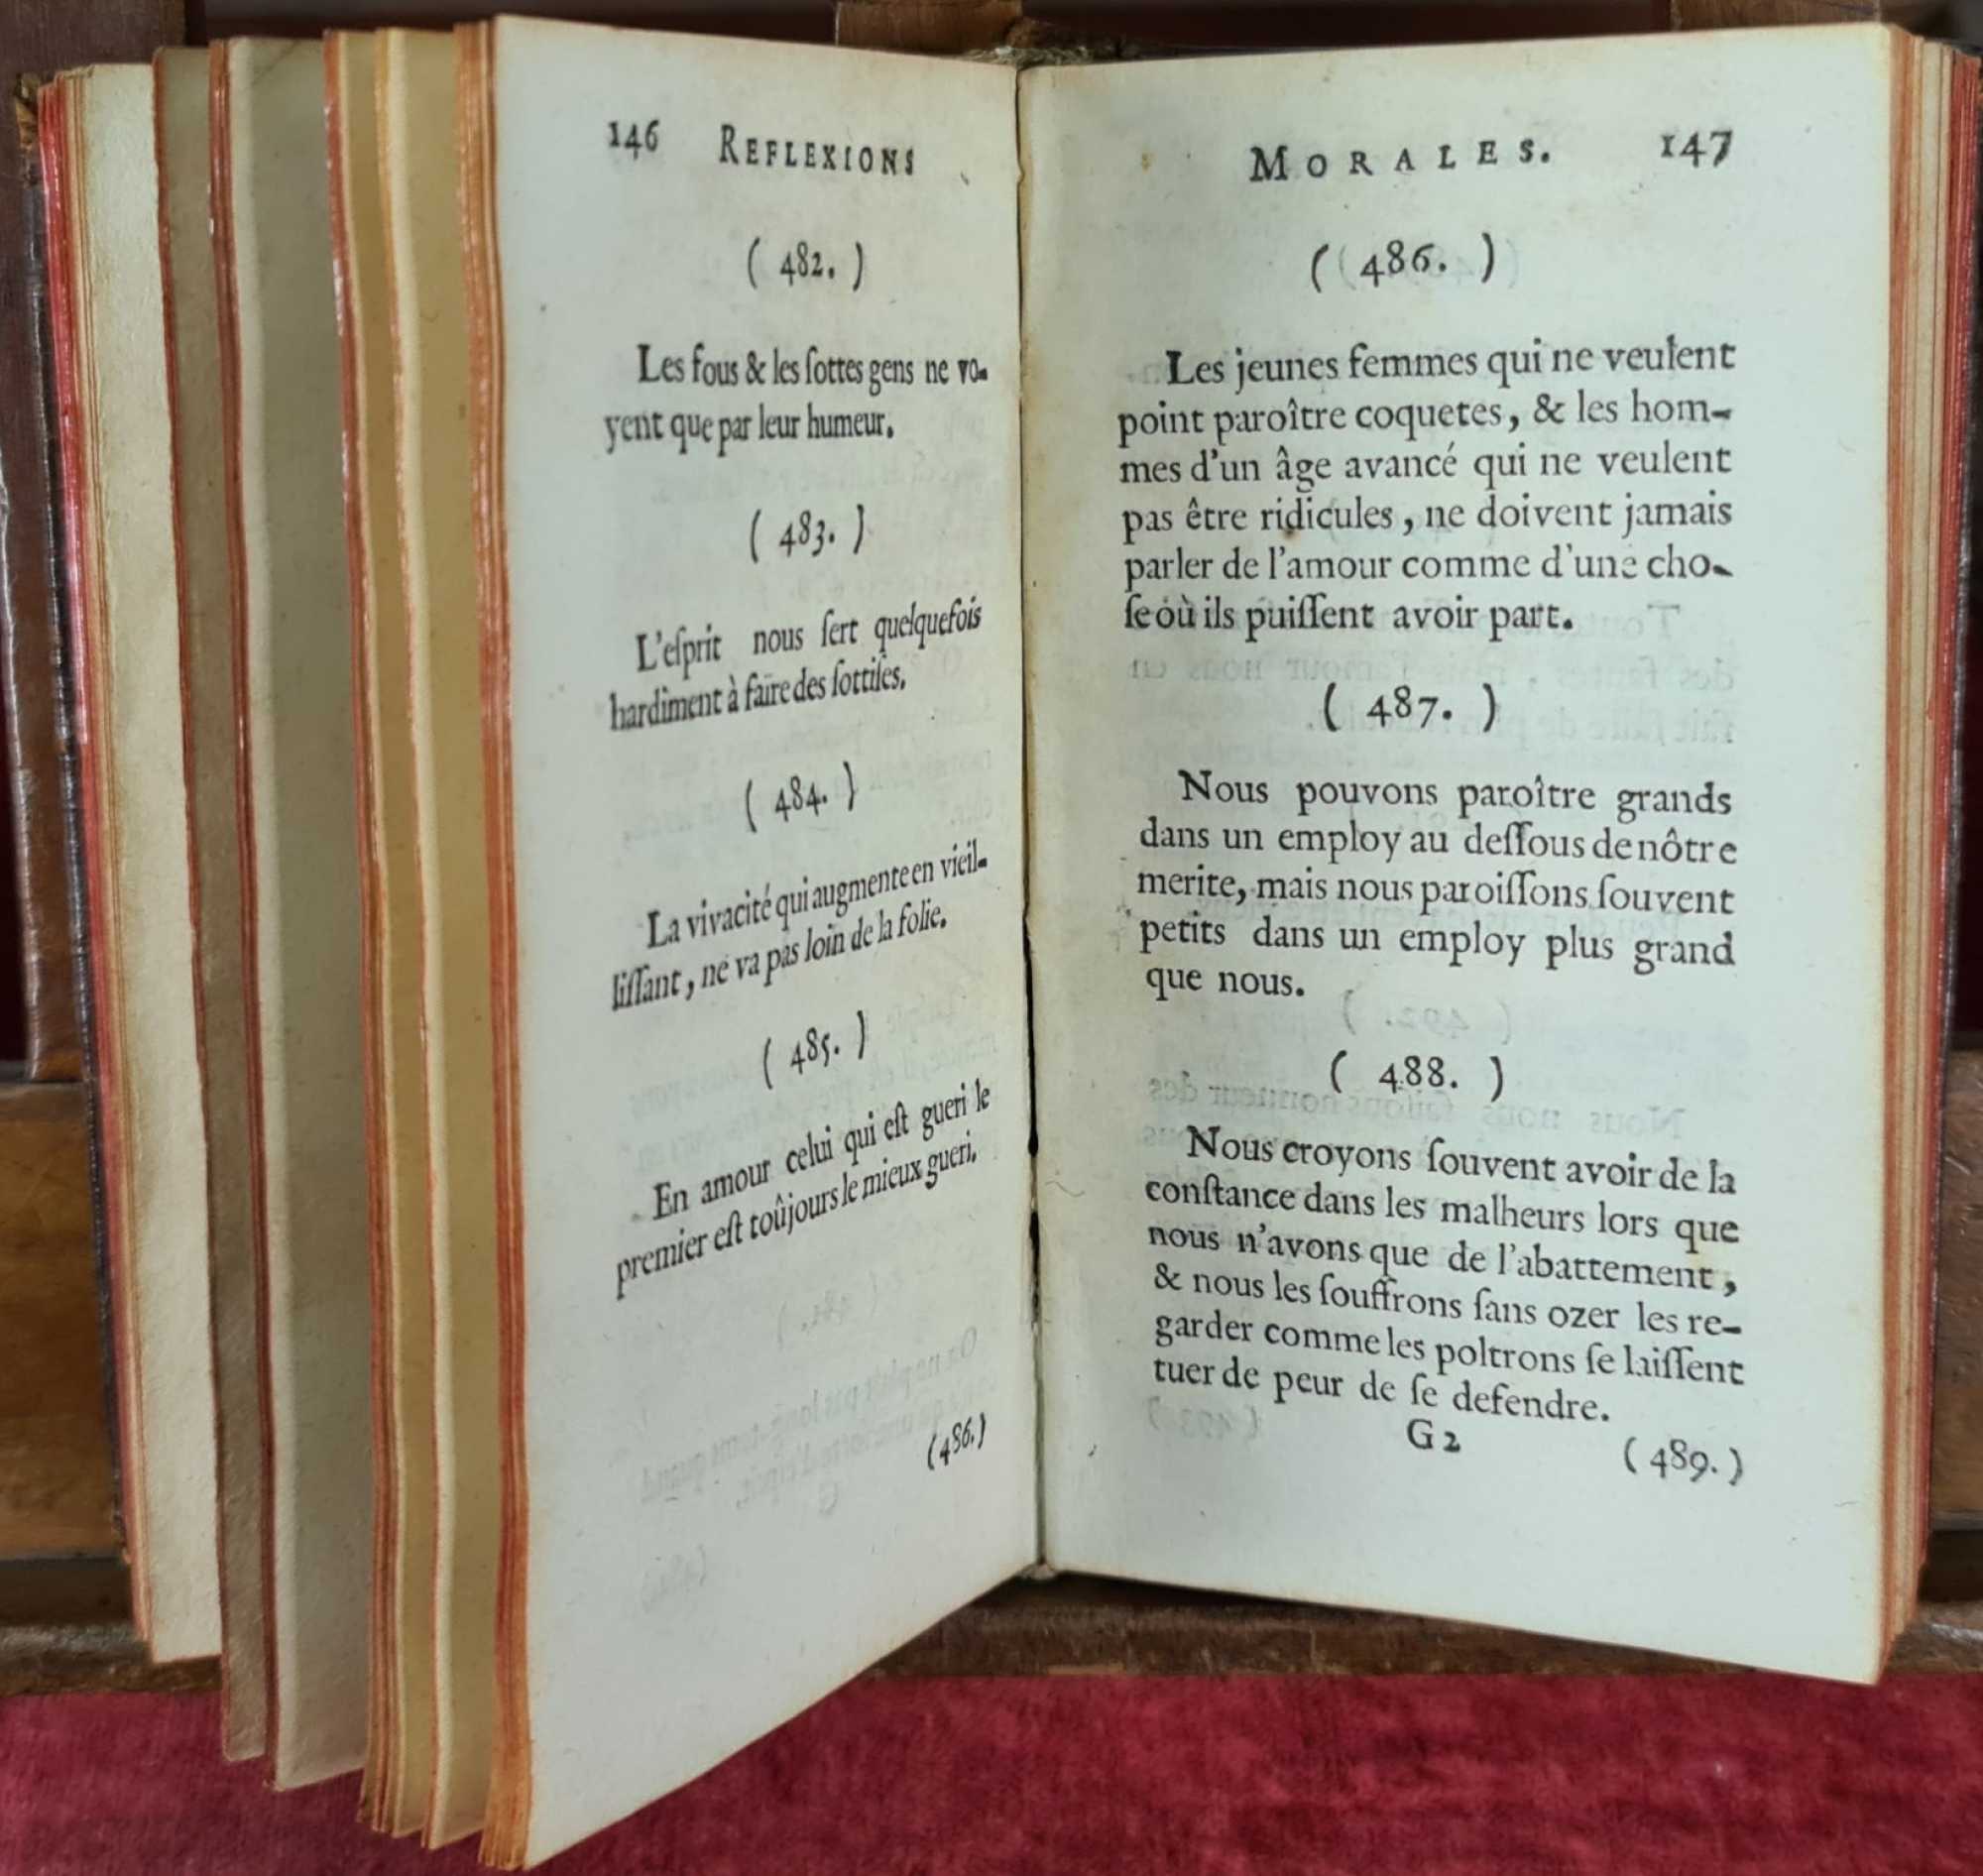 146 REFLEXIONS
( 482. )
Les fous & les ſottes gens ne vo-
yent que par leur humeur.
( 483. )
L'eſprit nous ſert quelquefois
hardiment à faire des ſottiſes.
( 484. )
La vivacité qui augmente en vieil-
liſſant, ne va pas loin de la folie.
( 485. )
En amour celui qui eſt gueri le
premier eſt toûjours le mieux gueri.
(486.)
MORALES. 147
( 486. )
Les jeunes femmes qui ne veulent
point paroître coquetes, & les hom-
mes d'un âge avancé qui ne veulent
pas être ridicules, ne doivent jamais
parler de l'amour comme d'une cho-
ſe où ils puiſſent avoir part.
( 487. )
Nous pouvons paroître grands
dans un employ au deſſous de nôtre
merite, mais nous paroiſſons ſouvent
petits dans un employ plus grand
que nous.
( 488. )
Nous croyons ſouvent avoir de la
conſtance dans les malheurs lors que
nous n'avons que de l'abattement,
& nous les ſouffrons ſans ozer les re-
garder comme les poltrons ſe laiſſent
tuer de peur de ſe defendre.
G 2 (489.)